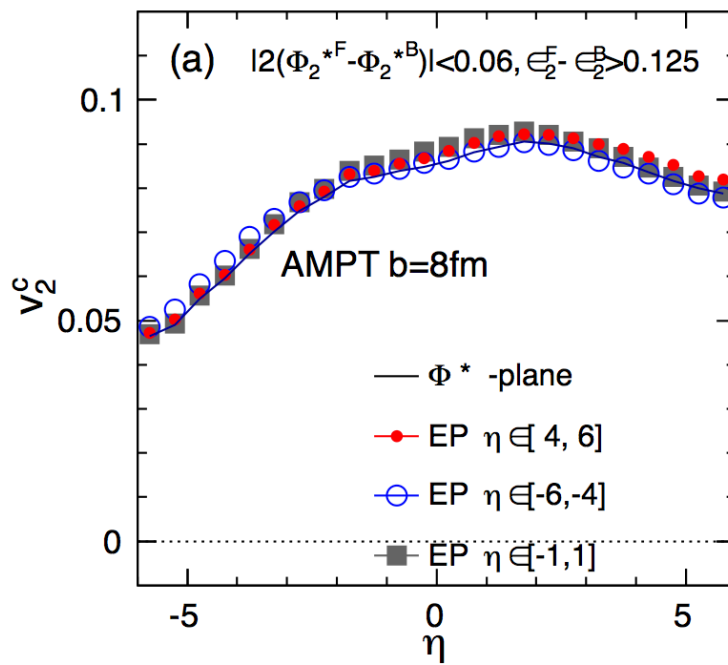 (a) |2(Φ₂*ᶠ-Φ₂*ᴮ)|<0.06, ∈₂ᶠ- ∈₂ᴮ>0.125
0.1
AMPT b=8fm
v₂ᶜ
0.05
Φ * -plane
EP η ∈[ 4, 6]
EP η ∈[-6,-4]
0
EP η ∈[-1,1]
-5 0 5
η